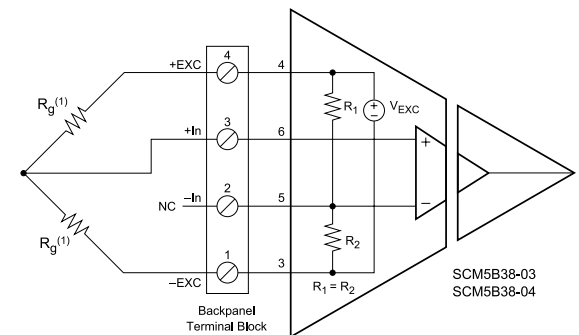 +EXC
4
4
Rg(1)
R1
VEXC
+
−
+In
3
6
+
−In
2
5
NC
−
Rg(1)
R2
1
3
−EXC
R1 = R2
Backpanel
Terminal Block
SCM5B38-03
SCM5B38-04